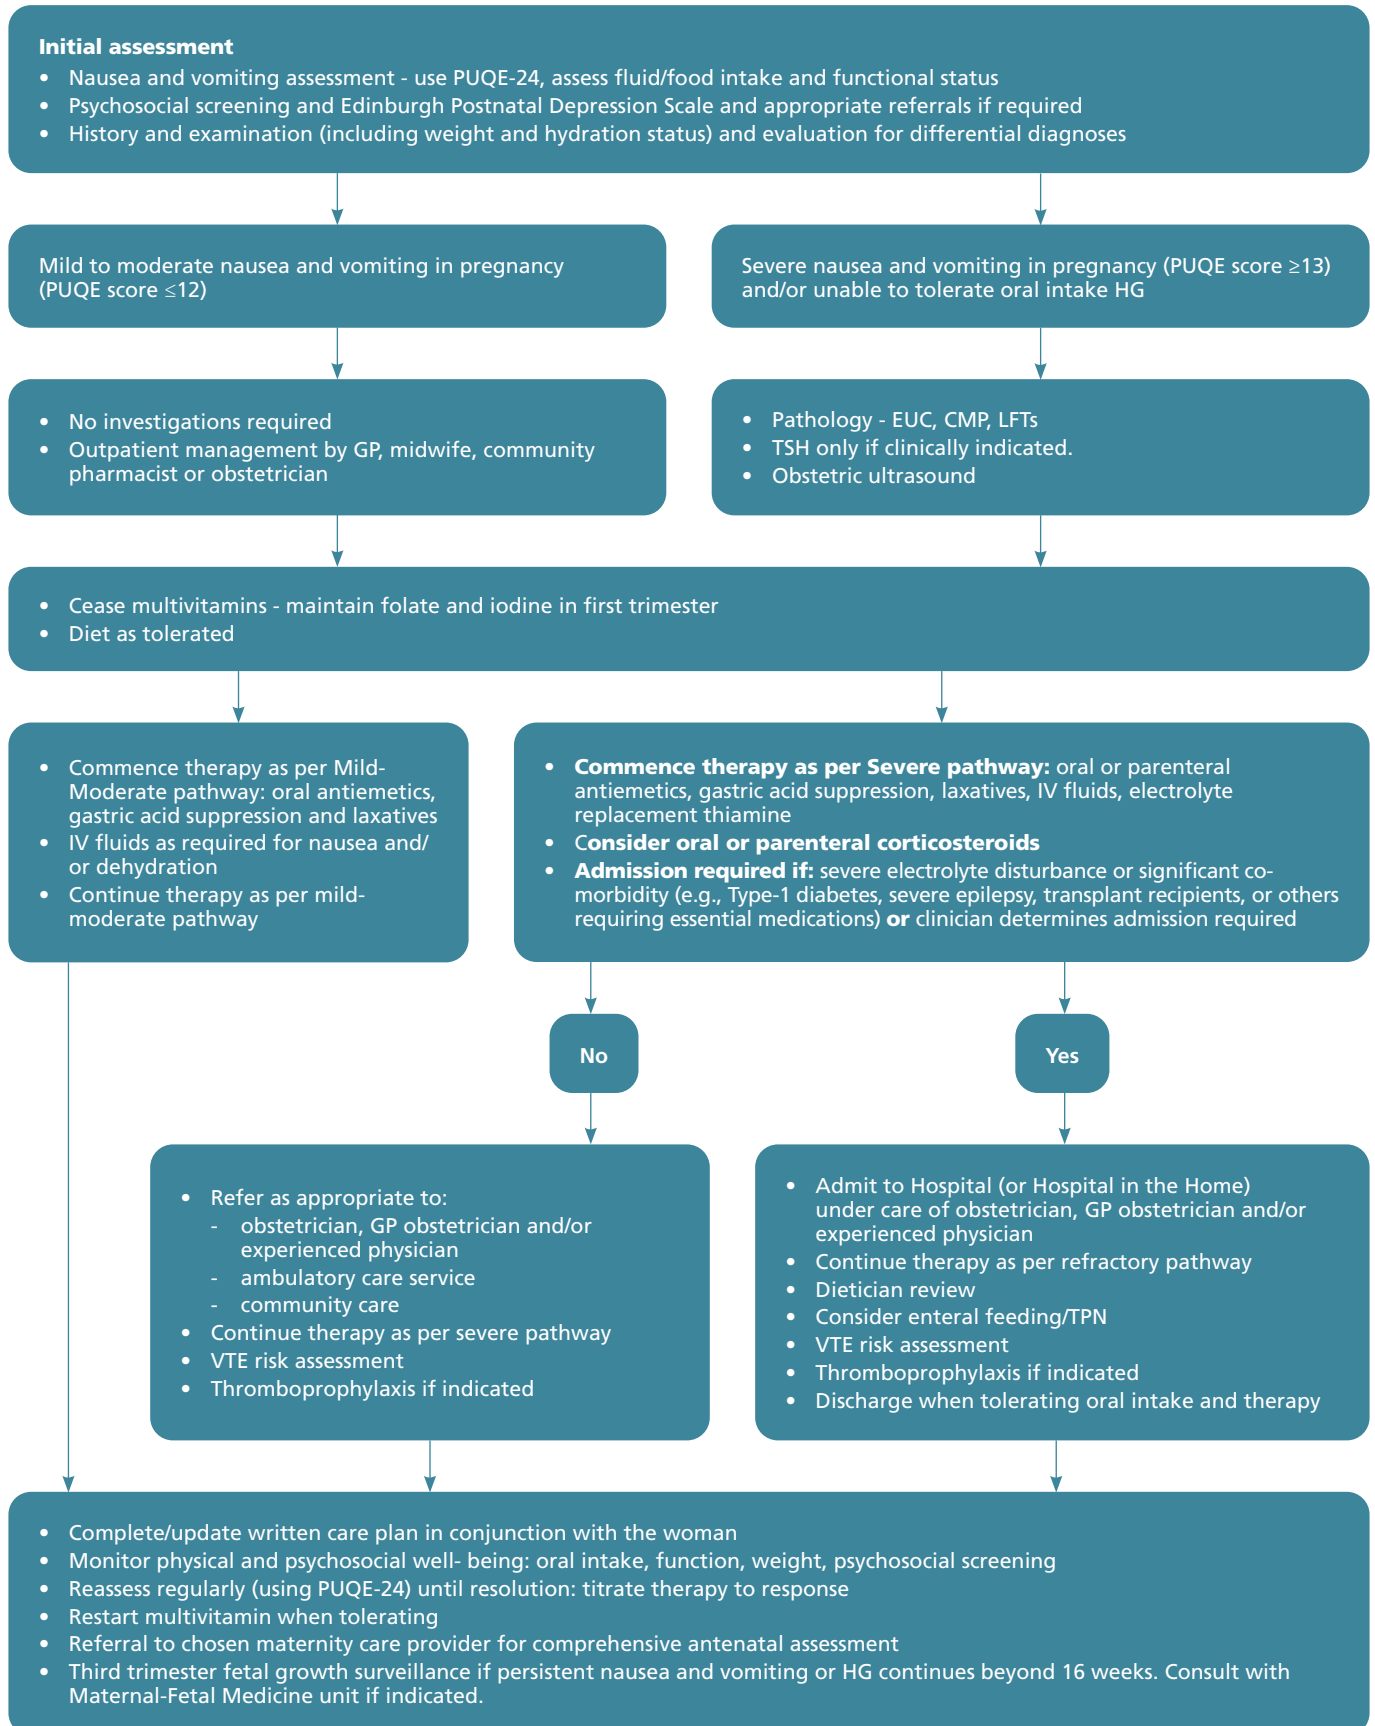 Initial assessment
• Nausea and vomiting assessment - use PUQE-24, assess fluid/food intake and functional status
• Psychosocial screening and Edinburgh Postnatal Depression Scale and appropriate referrals if required
• History and examination (including weight and hydration status) and evaluation for differential diagnoses
Mild to moderate nausea and vomiting in pregnancy
(PUQE score ≤12)
Severe nausea and vomiting in pregnancy (PUQE score ≥13)
and/or unable to tolerate oral intake HG
• No investigations required
• Outpatient management by GP, midwife, community
pharmacist or obstetrician
• Pathology - EUC, CMP, LFTs
• TSH only if clinically indicated.
• Obstetric ultrasound
• Cease multivitamins - maintain folate and iodine in first trimester
• Diet as tolerated
• Commence therapy as per Mild-
Moderate pathway: oral antiemetics,
gastric acid suppression and laxatives
• IV fluids as required for nausea and/
or dehydration
• Continue therapy as per mild-
moderate pathway
• Commence therapy as per Severe pathway: oral or parenteral
antiemetics, gastric acid suppression, laxatives, IV fluids, electrolyte
replacement thiamine
• Consider oral or parenteral corticosteroids
• Admission required if: severe electrolyte disturbance or significant co-
morbidity (e.g., Type-1 diabetes, severe epilepsy, transplant recipients, or others
requiring essential medications) or clinician determines admission required
No
Yes
• Refer as appropriate to:
- obstetrician, GP obstetrician and/or
experienced physician
- ambulatory care service
- community care
• Continue therapy as per severe pathway
• VTE risk assessment
• Thromboprophylaxis if indicated
• Admit to Hospital (or Hospital in the Home)
under care of obstetrician, GP obstetrician and/or
experienced physician
• Continue therapy as per refractory pathway
• Dietician review
• Consider enteral feeding/TPN
• VTE risk assessment
• Thromboprophylaxis if indicated
• Discharge when tolerating oral intake and therapy
• Complete/update written care plan in conjunction with the woman
• Monitor physical and psychosocial well- being: oral intake, function, weight, psychosocial screening
• Reassess regularly (using PUQE-24) until resolution: titrate therapy to response
• Restart multivitamin when tolerating
• Referral to chosen maternity care provider for comprehensive antenatal assessment
• Third trimester fetal growth surveillance if persistent nausea and vomiting or HG continues beyond 16 weeks. Consult with
Maternal-Fetal Medicine unit if indicated.